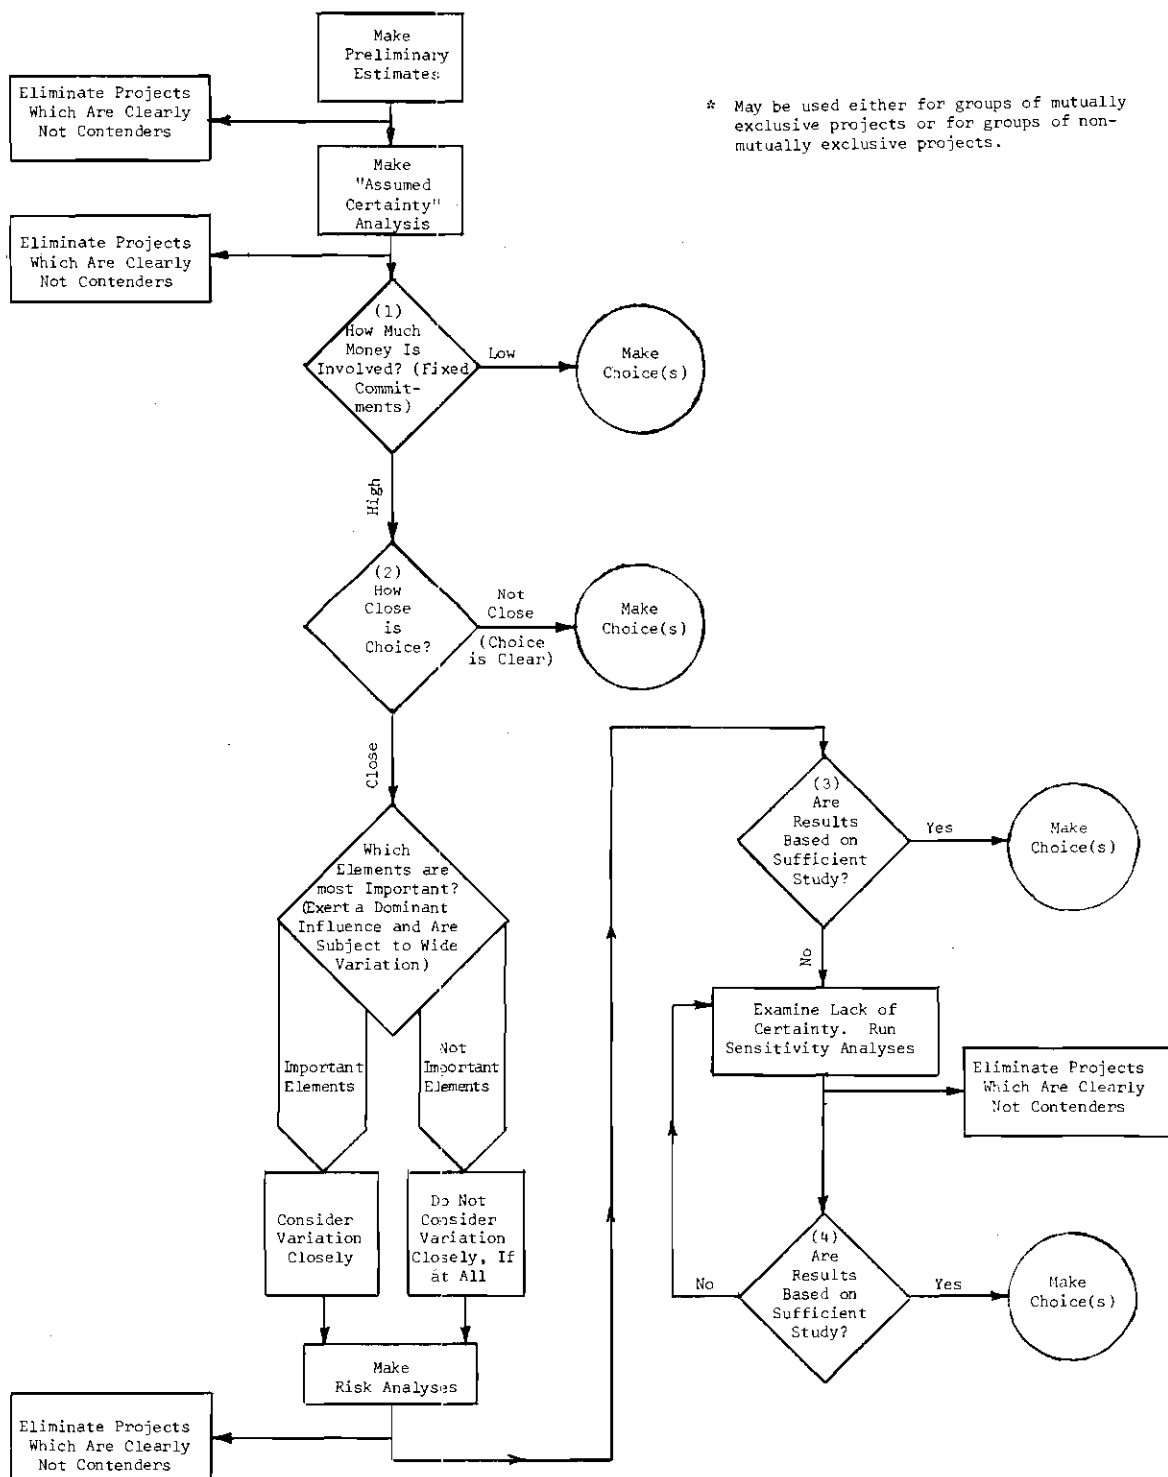 Make
Preliminary
Estimates
Eliminate Projects
Which Are Clearly
Not Contenders
* May be used either for groups of mutually
exclusive projects or for groups of non-
mutually exclusive projects.
Make
"Assumed
Certainty"
Analysis
Eliminate Projects
Which Are Clearly
Not Contenders
(1)
How Much
Money Is
Involved? (Fixed
Commit-
ments)
Low
Make
Choice(s)
High
(2)
How
Close
is
Choice?
Not
Close
(Choice
is Clear)
Make
Choice(s)
Close
Which
Elements are
most Important?
(Exert a Dominant
Influence and Are
Subject to Wide
Variation)
Important
Elements
Not
Important
Elements
Consider
Variation
Closely
Do Not
Consider
Variation
Closely, If
at All
Make
Risk Analyses
Eliminate Projects
Which Are Clearly
Not Contenders
(3)
Are
Results
Based on
Sufficient
Study?
Yes
Make
Choice(s)
No
Examine Lack of
Certainty. Run
Sensitivity Analyses
Eliminate Projects
Which Are Clearly
Not Contenders
(4)
Are
Results
Based on
Sufficient
Study?
No
Yes
Make
Choice(s)